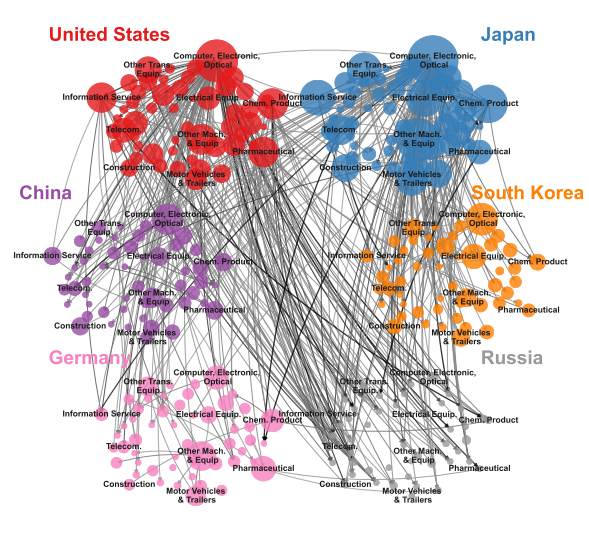 United States
Japan
Computer, Electronic,
Optical
Other Trans.
Equip.
Information Service
Electrical Equip.
Chem. Product
Telecom.
Other Mach.
& Equip
Pharmaceutical
Construction
Motor Vehicles
& Trailers
Computer, Electronic,
Optical
Other Trans.
Equip.
Information Service
Electrical Equip.
Chem. Product
Telecom.
Other Mach.
& Equip
Pharmaceutical
Construction
Motor Vehicles
& Trailers
China
South Korea
Computer, Electronic,
Optical
Other Trans.
Equip.
Information Service
Electrical Equip.
Chem. Product
Telecom.
Other Mach.
& Equip
Pharmaceutical
Construction
Motor Vehicles
& Trailers
Computer, Electronic,
Optical
Other Trans.
Equip.
Information Service
Electrical Equip.
Chem. Product
Telecom.
Other Mach.
& Equip
Pharmaceutical
Construction
Motor Vehicles
& Trailers
Germany
Russia
Computer, Electronic,
Optical
Other Trans.
Equip.
Information Service
Electrical Equip.
Chem. Product
Telecom.
Other Mach.
& Equip
Pharmaceutical
Construction
Motor Vehicles
& Trailers
Computer, Electronic,
Optical
Other Trans.
Equip.
Information Service
Electrical Equip.
Chem. Product
Telecom.
Other Mach.
& Equip
Pharmaceutical
Construction
Motor Vehicles
& Trailers